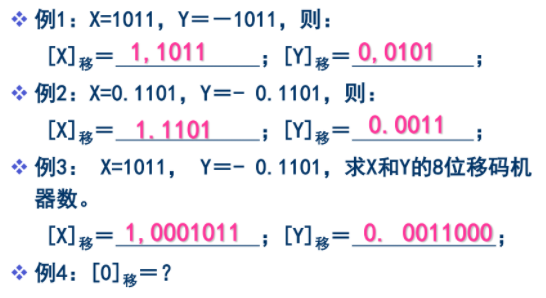 ❖ 例1：X=1011，Y＝－1011，则：
[X]移＝ 1,1011 ；[Y]移＝ 0,0101 ；
❖ 例2：X=0.1101，Y＝- 0.1101，则：
[X]移＝ 1.1101 ；[Y]移＝ 0.0011 ；
❖ 例3： X=1011， Y＝- 0.1101，求X和Y的8位移码机
器数。
[X]移＝ 1,0001011 ；[Y]移＝ 0. 0011000 ；
❖ 例4：[0]移＝？